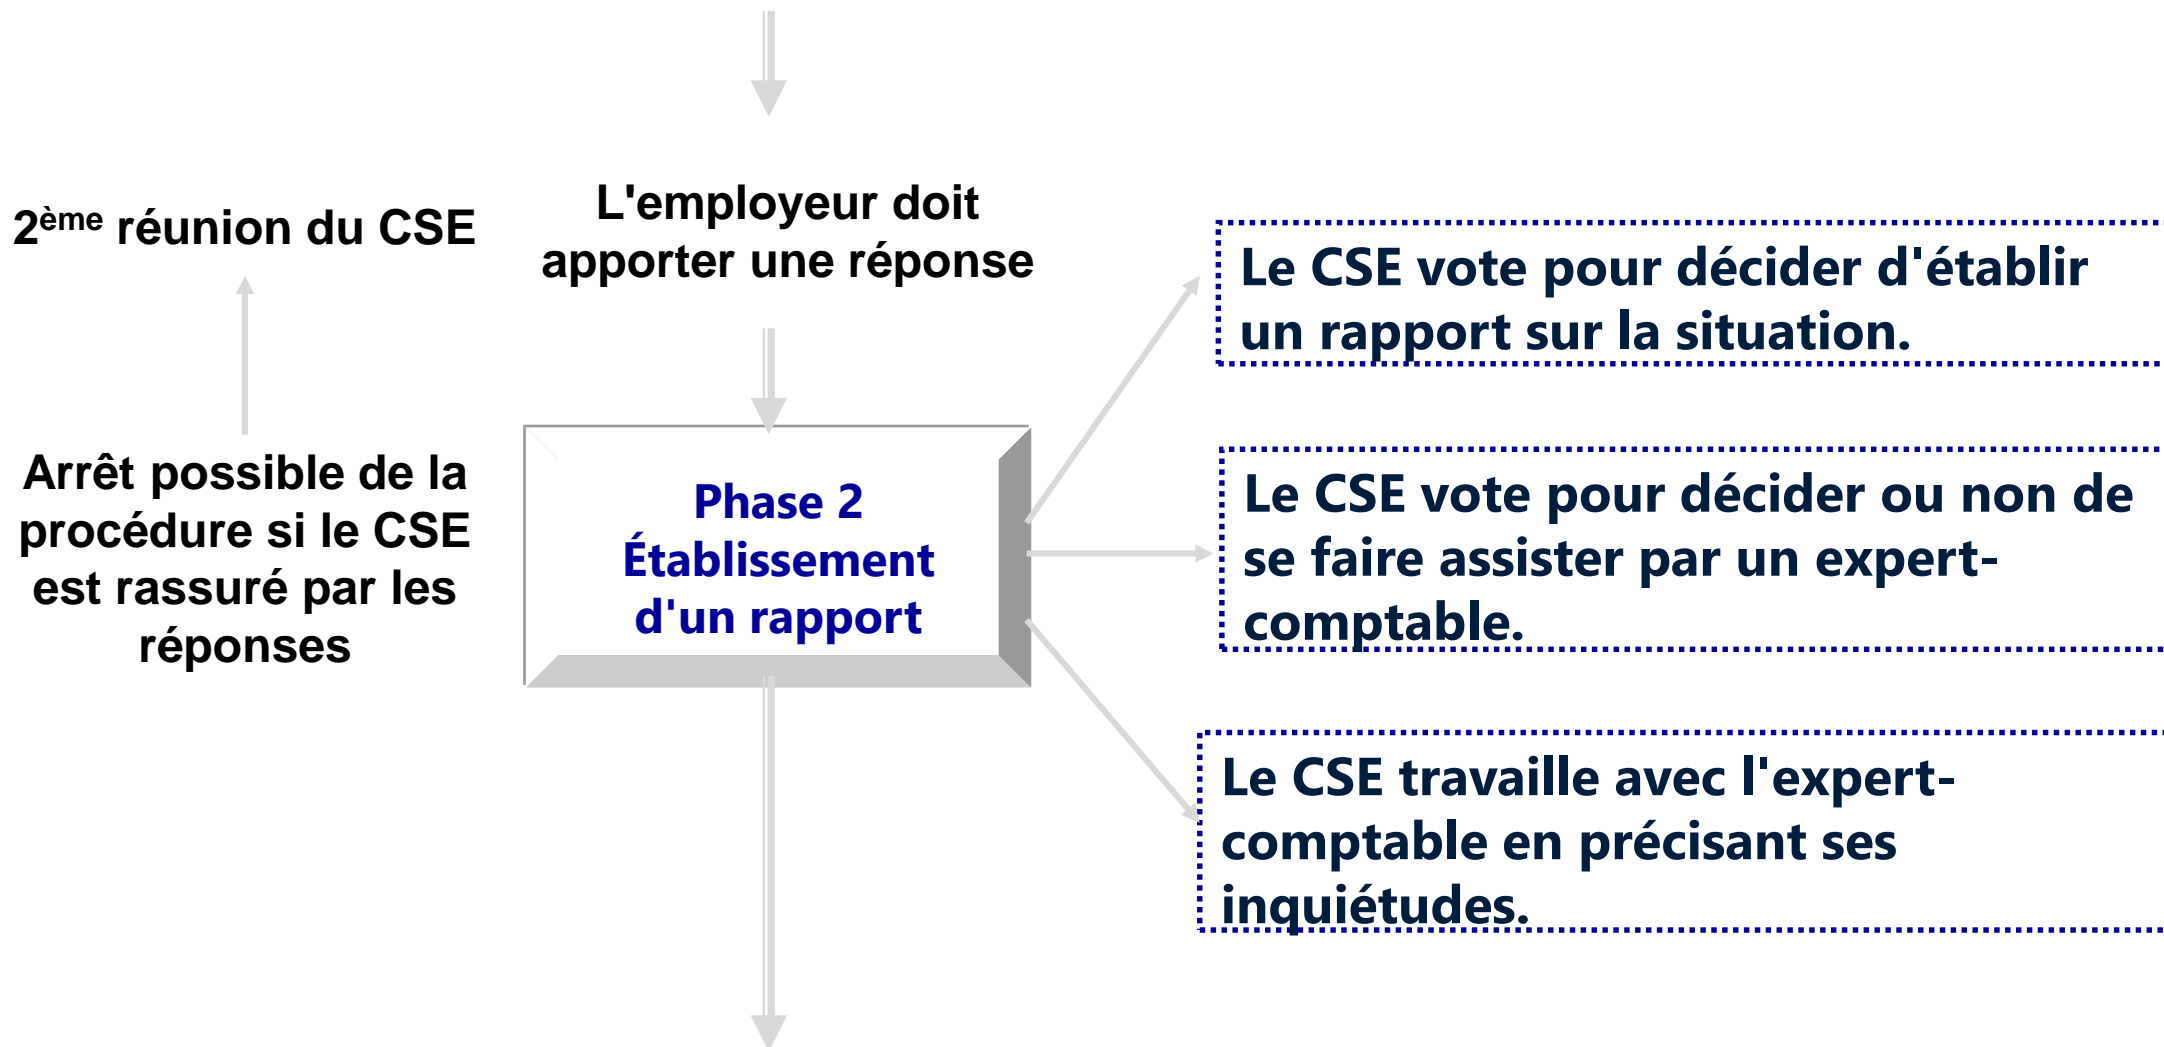 2ème réunion du CSE
Arrêt possible de la
procédure si le CSE
est rassuré par les
réponses
L'employeur doit
apporter une réponse
Phase 2
Établissement
d'un rapport
Le CSE vote pour décider d'établir
un rapport sur la situation.
Le CSE vote pour décider ou non de
se faire assister par un expert-
comptable.
Le CSE travaille avec l'expert-
comptable en précisant ses
inquiétudes.